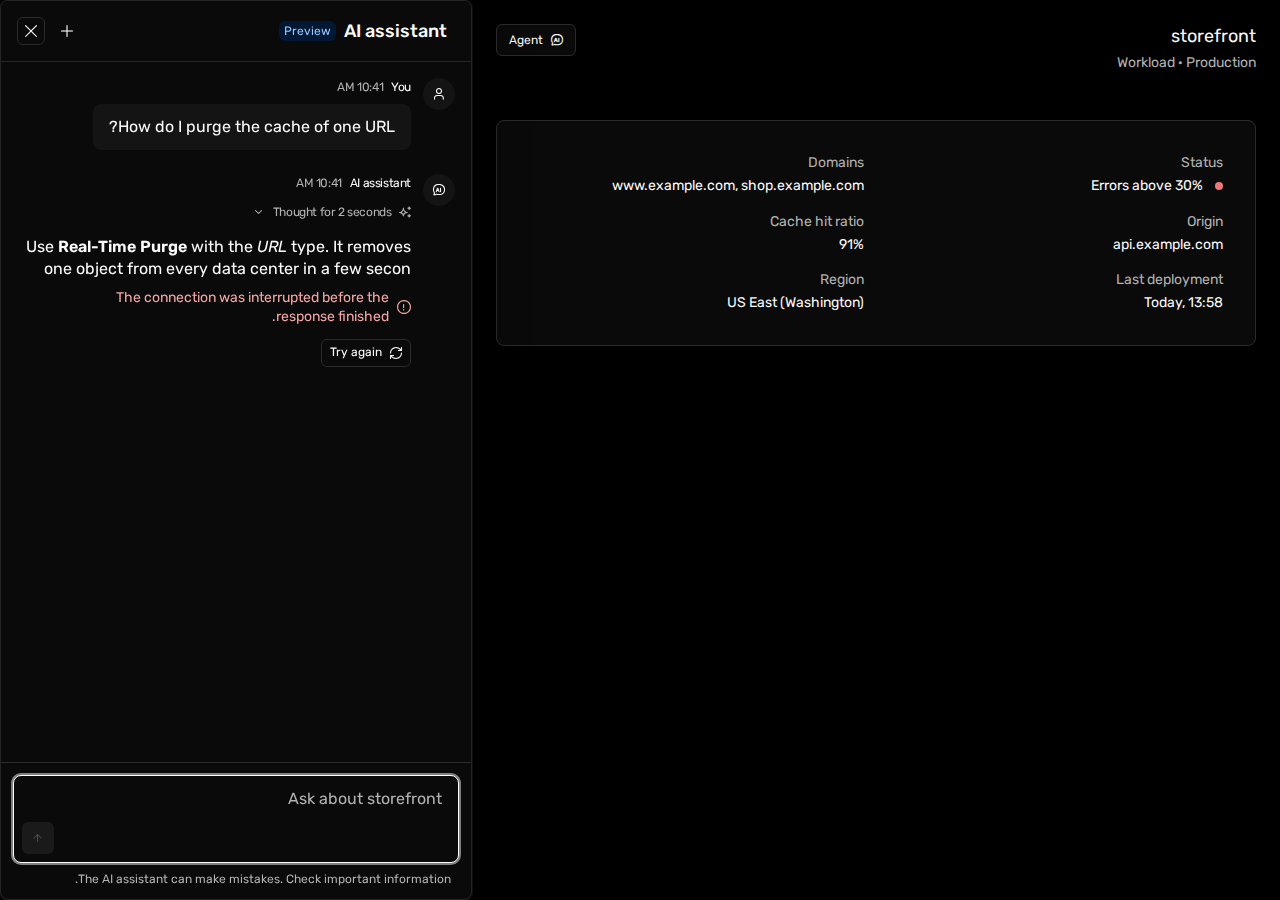 AI assistant
Preview
You
10:41 AM
How do I purge the cache of one URL?
AI assistant
10:41 AM
Thought for 2 seconds
Use Real-Time Purge with the URL type. It removes
one object from every data center in a few secon
The connection was interrupted before the
response finished.
Try again
Ask about storefront
The AI assistant can make mistakes. Check important information.
storefront
Workload • Production
Agent
Status
Errors above 30%
Domains
www.example.com, shop.example.com
Origin
api.example.com
Cache hit ratio
91%
Last deployment
Today, 13:58
Region
US East (Washington)